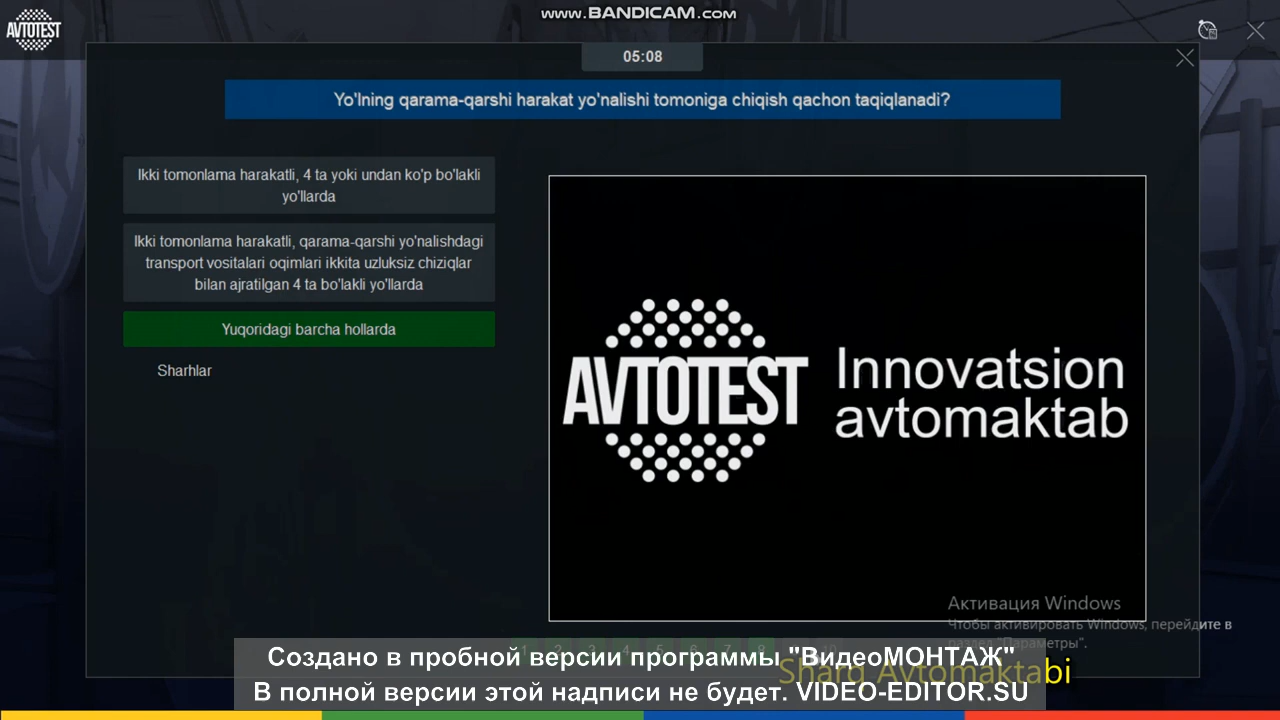 www.BANDICAM.com
AVTOTEST
05:08
Yo'lning qarama-qarshi harakat yo'nalishi tomoniga chiqish qachon taqiqlanadi?
Ikki tomonlama harakatli, 4 ta yoki undan ko'p bo'lakli
yo'llarda
Ikki tomonlama harakatli, qarama-qarshi yo'nalishdagi
transport vositalari oqimlari ikkita uzluksiz chiziqlar
bilan ajratilgan 4 ta bo'lakli yo'llarda
Yuqoridagi barcha hollarda
Sharhlar
AVTOTEST
Innovatsion
avtomaktab
Активация Windows
Чтобы активировать Windows, перейдите в
раздел "Параметры".
Создано в пробной версии программы "ВидеоМОНТАЖ"
Sharq Avtomaktabi
В полной версии этой надписи не будет. VIDEO-EDITOR.SU